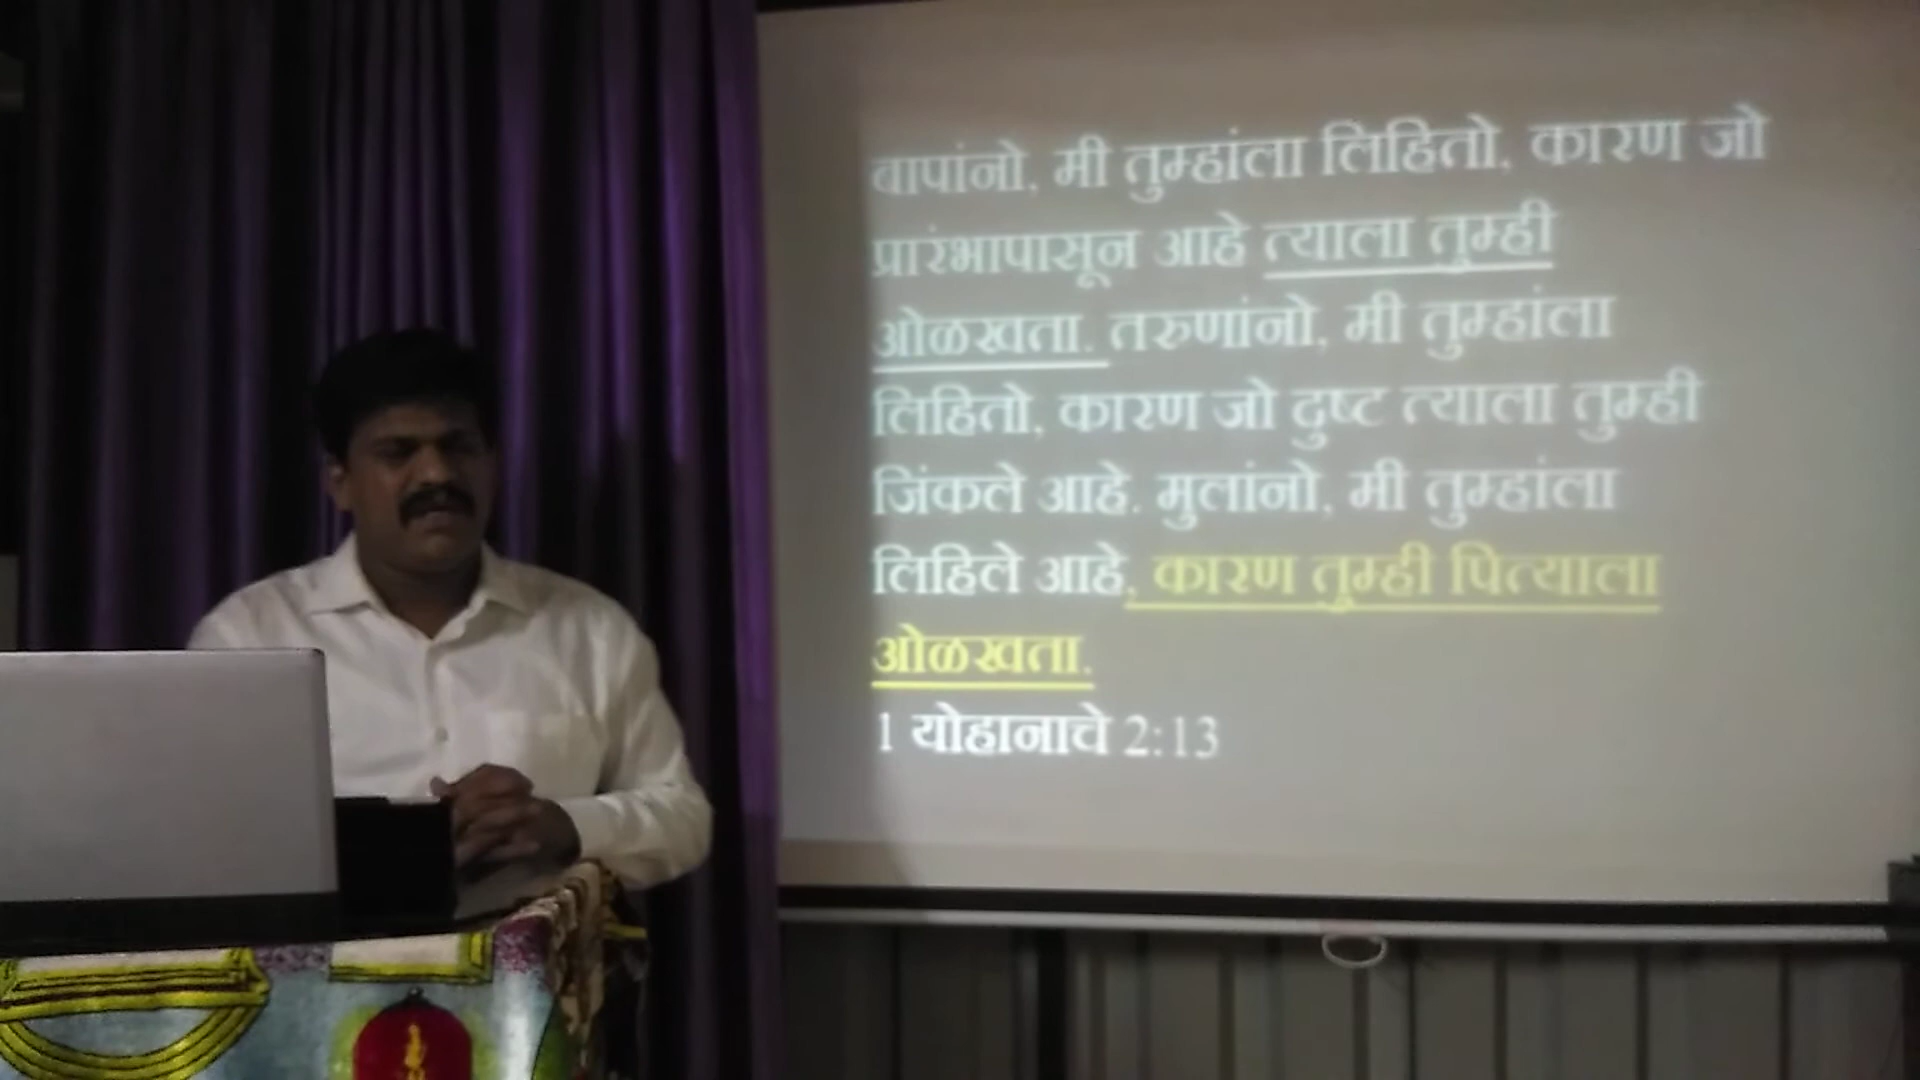 बापांनो, मी तुम्हांला लिहितो, कारण जो
प्रारंभापासून आहे त्याला तुम्ही
ओळखता. तरुणांनो, मी तुम्हांला
लिहितो, कारण जो दुष्ट त्याला तुम्ही
जिंकले आहे. मुलांनो, मी तुम्हांला
लिहिले आहे, कारण तुम्ही पित्याला
ओळखता.
1 योहानाचे 2:13